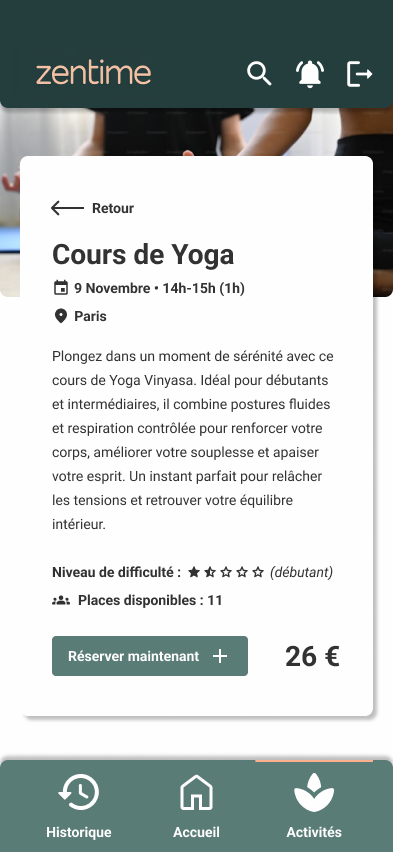 zentime
Retour
Cours de Yoga
9 Novembre • 14h-15h (1h)
Paris
Plongez dans un moment de sérénité avec ce
cours de Yoga Vinyasa. Idéal pour débutants
et intermédiaires, il combine postures fluides
et respiration contrôlée pour renforcer votre
corps, améliorer votre souplesse et apaiser
votre esprit. Un instant parfait pour relâcher
les tensions et retrouver votre équilibre
intérieur.
Niveau de difficulté : (débutant)
Places disponibles : 11
Réserver maintenant
26 €
Historique
Accueil
Activités